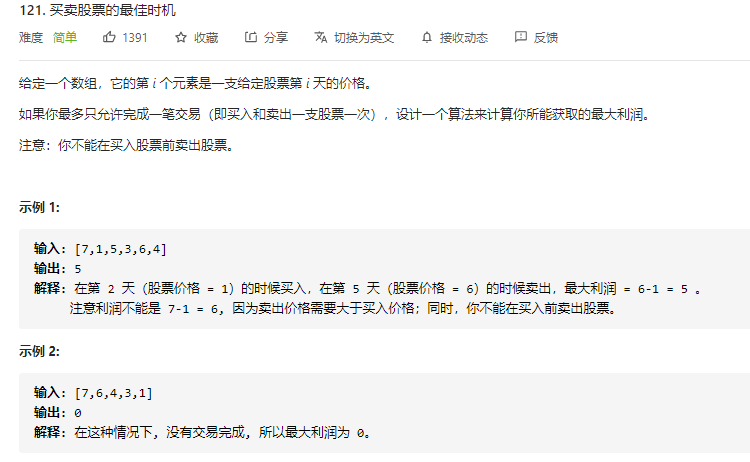 121. 买卖股票的最佳时机
难度 简单 1391 收藏 分享 切换为英文 接收动态 反馈
给定一个数组，它的第 i 个元素是一支给定股票第 i 天的价格。
如果你最多只允许完成一笔交易（即买入和卖出一支股票一次），设计一个算法来计算你所能获取的最大利润。
注意：你不能在买入股票前卖出股票。
示例 1:
输入: [7,1,5,3,6,4]
输出: 5
解释: 在第 2 天（股票价格 = 1）的时候买入，在第 5 天（股票价格 = 6）的时候卖出，最大利润 = 6-1 = 5 。
注意利润不能是 7-1 = 6, 因为卖出价格需要大于买入价格；同时，你不能在买入前卖出股票。
示例 2:
输入: [7,6,4,3,1]
输出: 0
解释: 在这种情况下, 没有交易完成, 所以最大利润为 0。